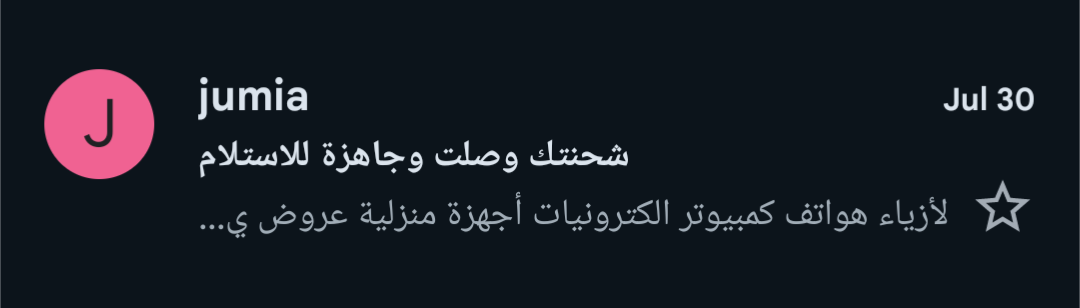 J
jumia
Jul 30
شحنتك وصلت وجاهزة للاستلام
لأزياء هواتف كمبيوتر الكترونيات أجهزة منزلية عروض ي...